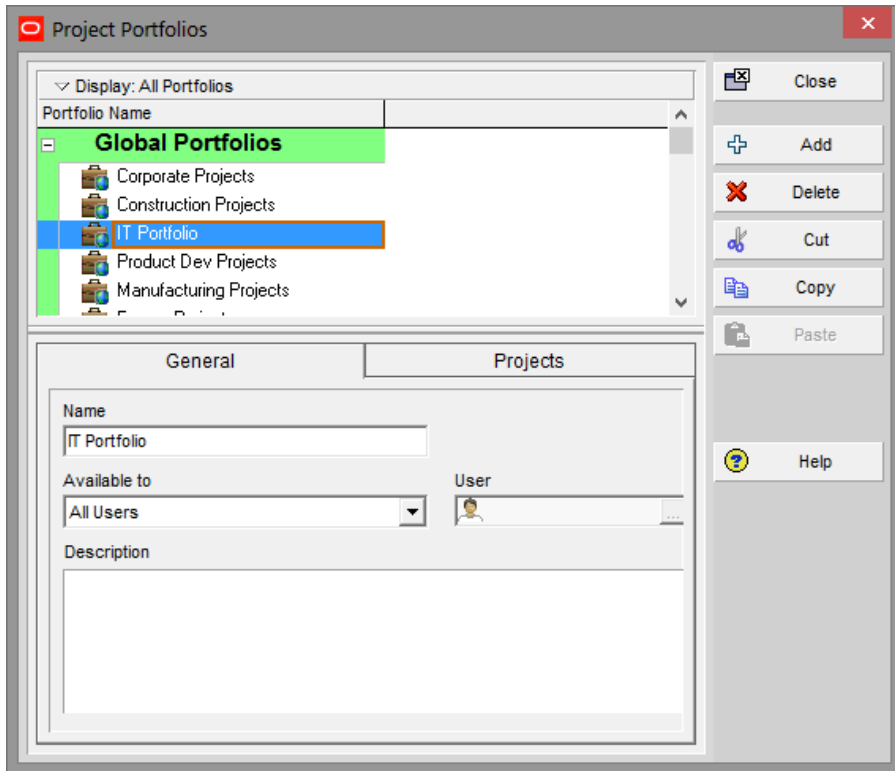 Project Portfolios
Display: All Portfolios
Portfolio Name
Global Portfolios
Corporate Projects
Construction Projects
IT Portfolio
Product Dev Projects
Manufacturing Projects
Close
Add
Delete
Cut
Copy
Paste
Help
General
Projects
Name
IT Portfolio
Available to
User
All Users
...
Description